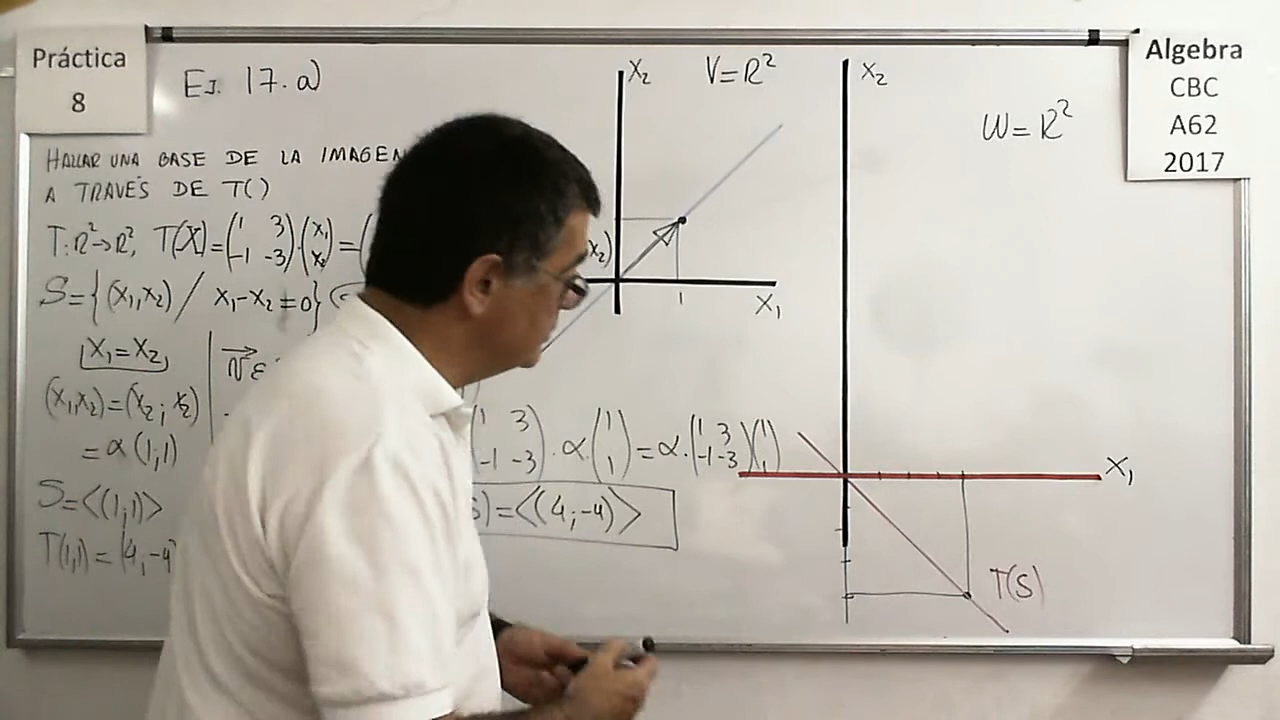 Práctica
8
EJ. 17.a)
HALLAR UNA BASE DE LA IMAGEN
A TRAVÉS DE T()
T: R²→R², T(X)=(1 3 -1 -3)·(x₁ x₂)=(
S={(x₁,x₂) / x₁-x₂=0}
x₁=x₂
(x₁,x₂)=(x₂;x₂)
=α(1,1)
S=<(1;1)>
T(1,1)=(4,-4
v ε
x₂)
1 3 -1 -3)·α(1 1)=α·(1 3 -1 -3)(1 1)
S)=<(4;-4)>
X₂
V=R²
1
X₁
X₂
W=R²
X₁
T(S)
Algebra
CBC
A62
2017